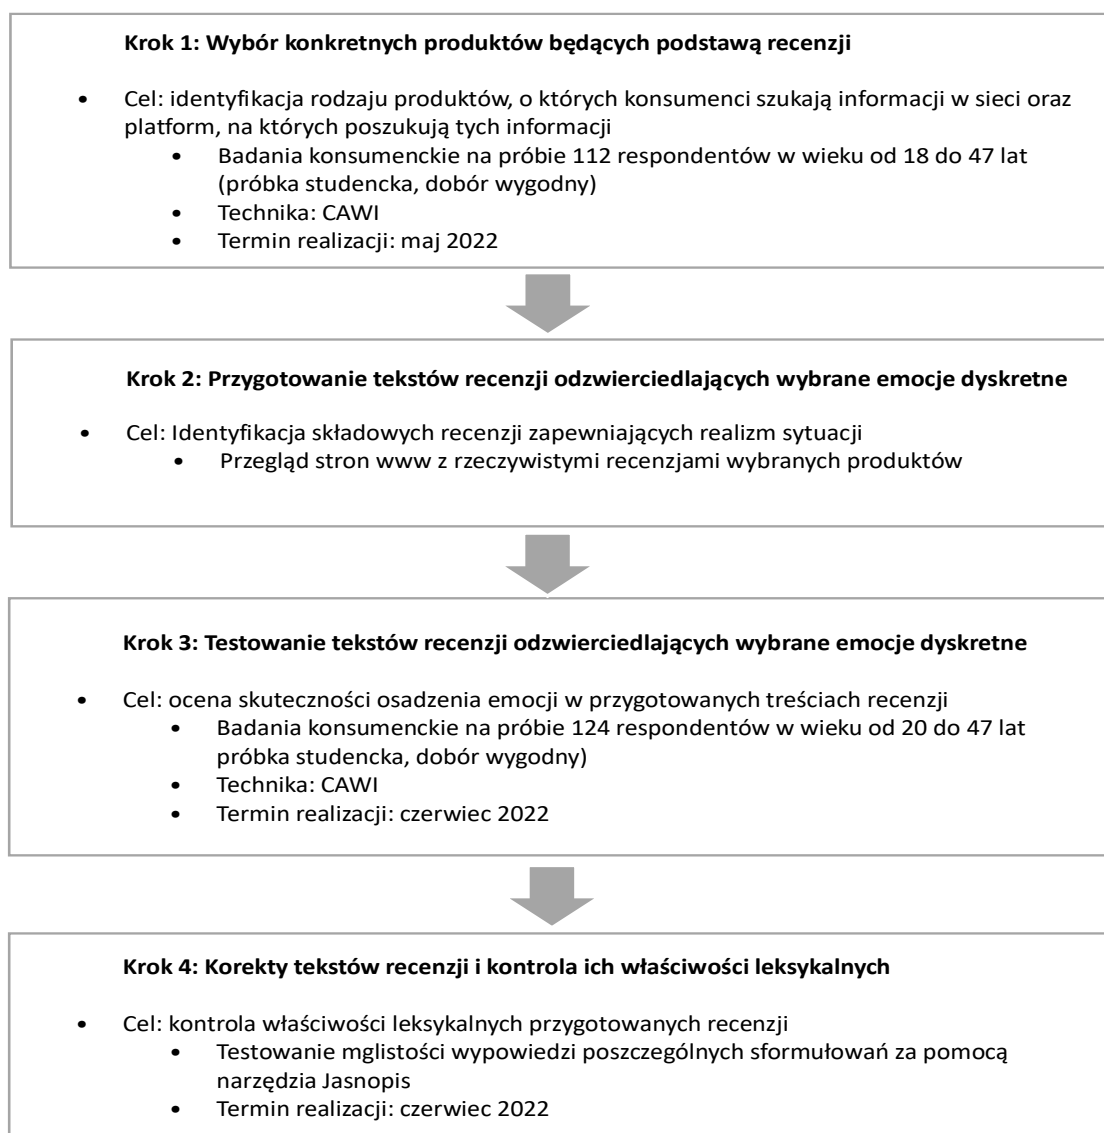 Krok 1: Wybór konkretnych produktów będących podstawą recenzji
• Cel: identyfikacja rodzaju produktów, o których konsumenci szukają informacji w sieci oraz
platform, na których poszukują tych informacji
• Badania konsumenckie na próbie 112 respondentów w wieku od 18 do 47 lat
(próbka studencka, dobór wygodny)
• Technika: CAWI
• Termin realizacji: maj 2022
Krok 2: Przygotowanie tekstów recenzji odzwierciedlających wybrane emocje dyskretne
• Cel: Identyfikacja składowych recenzji zapewniających realizm sytuacji
• Przegląd stron www z rzeczywistymi recenzjami wybranych produktów
Krok 3: Testowanie tekstów recenzji odzwierciedlających wybrane emocje dyskretne
• Cel: ocena skuteczności osadzenia emocji w przygotowanych treściach recenzji
• Badania konsumenckie na próbie 124 respondentów w wieku od 20 do 47 lat
próbka studencka, dobór wygodny)
• Technika: CAWI
• Termin realizacji: czerwiec 2022
Krok 4: Korekty tekstów recenzji i kontrola ich właściwości leksykalnych
• Cel: kontrola właściwości leksykalnych przygotowanych recenzji
• Testowanie mglistości wypowiedzi poszczególnych sformułowań za pomocą
narzędzia Jasnopis
• Termin realizacji: czerwiec 2022